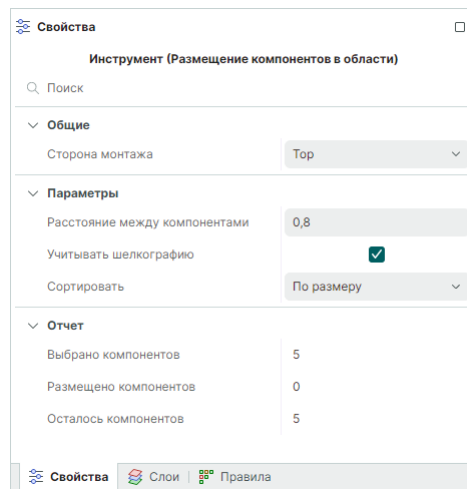 Свойства
Инструмент (Размещение компонентов в области)
Поиск
Общие
Сторона монтажа Top
Параметры
Расстояние между компонентами 0,8
Учитывать шелкографию
Сортировать По размеру
Отчет
Выбрано компонентов 5
Размещено компонентов 0
Осталось компонентов 5
Свойства Слои Правила